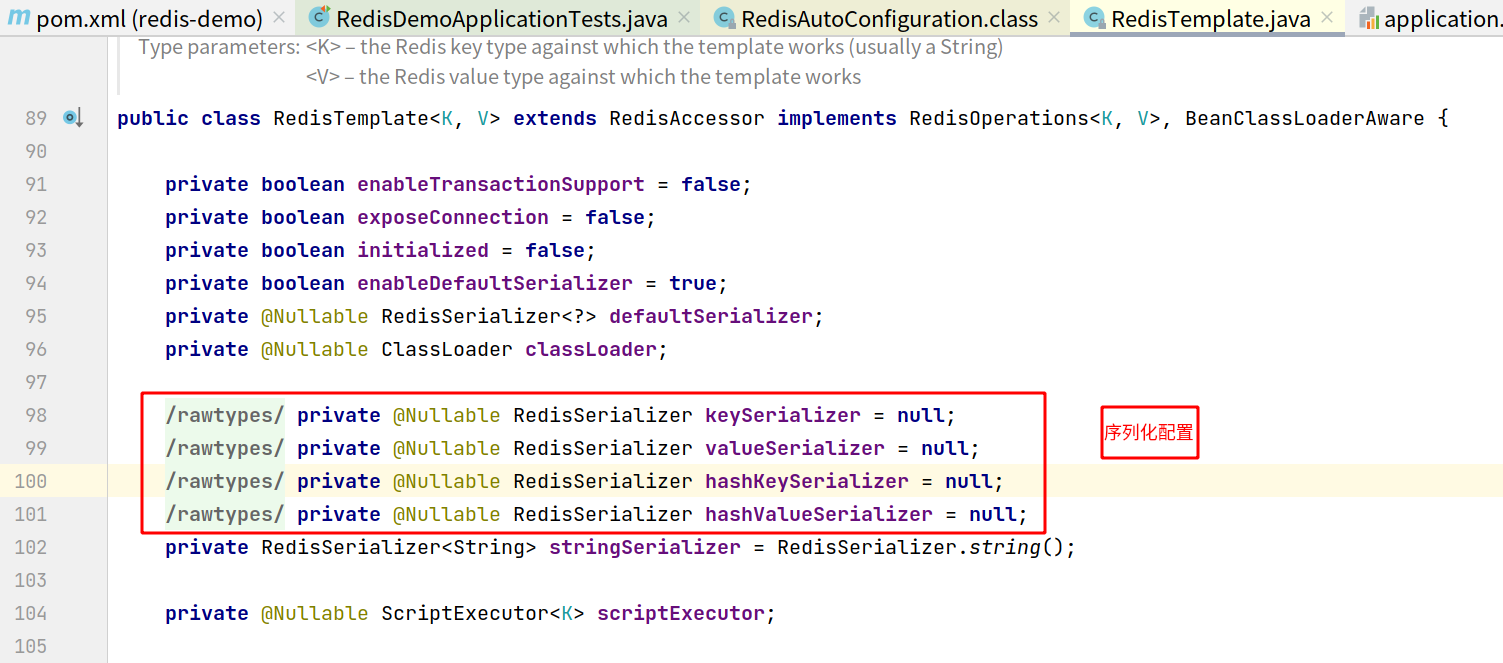 pom.xml (redis-demo) × RedisDemoApplicationTests.java × RedisAutoConfiguration.class × RedisTemplate.java × application.
Type parameters: <K> – the Redis key type against which the template works (usually a String)
<V> – the Redis value type against which the template works
89 public class RedisTemplate<K, V> extends RedisAccessor implements RedisOperations<K, V>, BeanClassLoaderAware {
90
91 private boolean enableTransactionSupport = false;
92 private boolean exposeConnection = false;
93 private boolean initialized = false;
94 private boolean enableDefaultSerializer = true;
95 private @Nullable RedisSerializer<?> defaultSerializer;
96 private @Nullable ClassLoader classLoader;
97
98 /rawtypes/ private @Nullable RedisSerializer keySerializer = null;
99 /rawtypes/ private @Nullable RedisSerializer valueSerializer = null;
序列化配置
100 /rawtypes/ private @Nullable RedisSerializer hashKeySerializer = null;
101 /rawtypes/ private @Nullable RedisSerializer hashValueSerializer = null;
102 private RedisSerializer<String> stringSerializer = RedisSerializer.string();
103
104 private @Nullable ScriptExecutor<K> scriptExecutor;
105